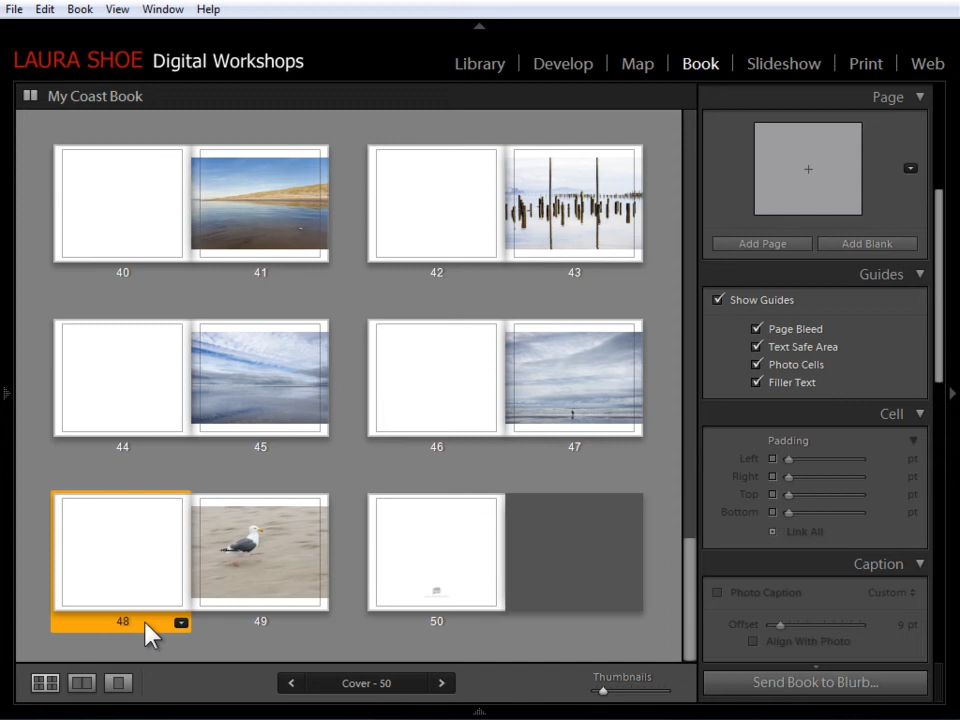 File Edit Book View Window Help
LAURA SHOE Digital Workshops
Library | Develop | Map | Book | Slideshow | Print | Web
My Coast Book
Page
Add Page Add Blank
40 41 42 43
Guides
Show Guides
Page Bleed
Text Safe Area
Photo Cells
Filler Text
44 45 46 47
Cell
Padding
Left pt
Right pt
Top pt
Bottom pt
Link All
Caption
Photo Caption Custom
48 49 50
Offset 9 pt
Align With Photo
Cover - 50
Thumbnails
Send Book to Blurb...